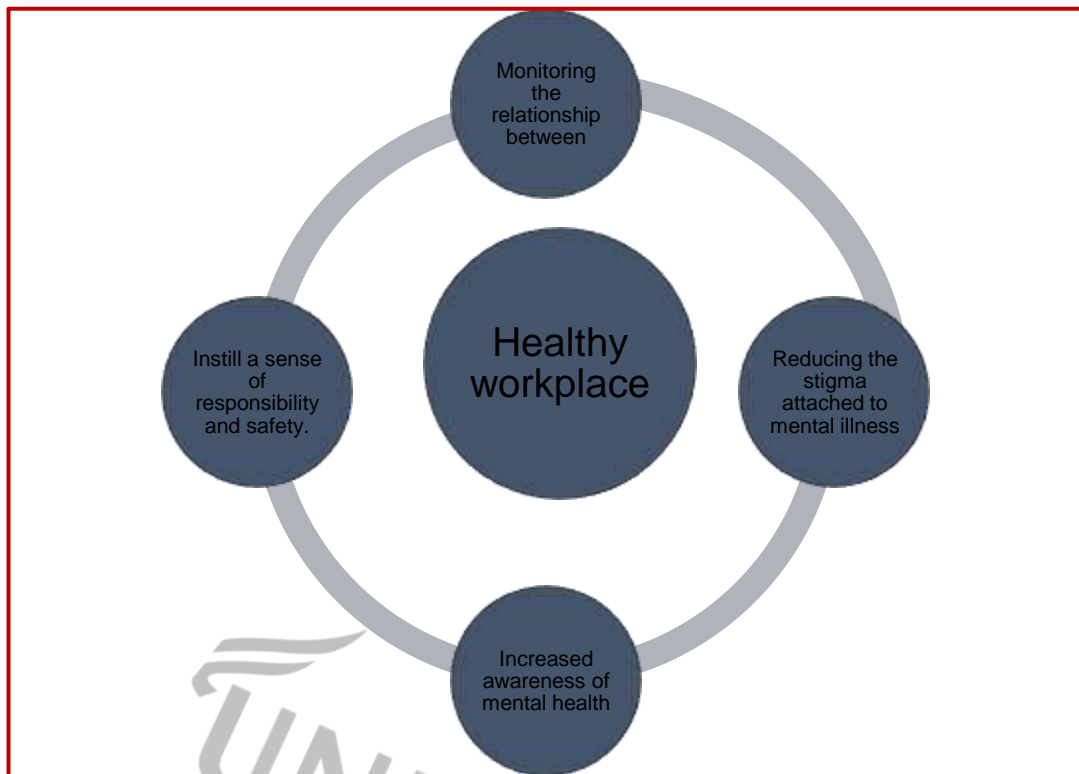 Monitoring
the
relationship
between
Healthy
workplace
Instill a sense
of
responsibility
and safety.
Reducing the
stigma
attached to
mental illness
Increased
awareness of
mental health
UNI